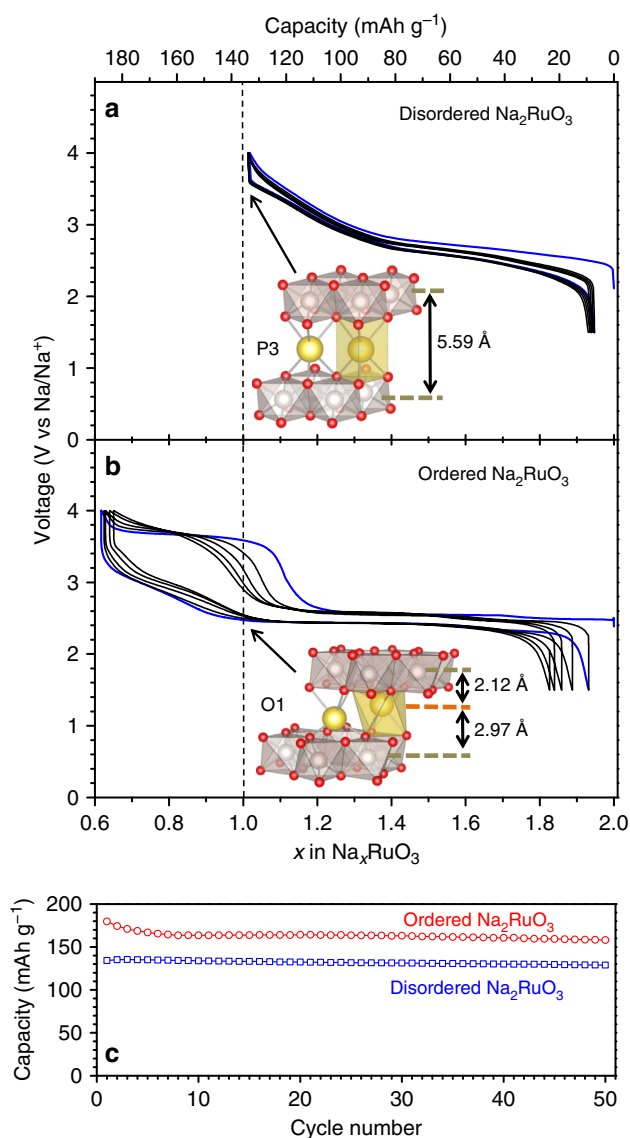 Capacity (mAh g⁻¹)
180 160 140 120 100 80 60 40 20 0
a
Disordered Na₂RuO₃
4
3
2
1
0
P3
5.59 Å
Voltage (V vs Na/Na⁺)
b
Ordered Na₂RuO₃
4
3
2
1
0
O1
2.12 Å
2.97 Å
0.6 1.0 1.2 1.4 1.6 1.8 2.0
0.8
x in NaₓRuO₃
200
150
100
50
0
Capacity (mAh g⁻¹)
Ordered Na₂RuO₃
Disordered Na₂RuO₃
c
0 10 20 30 40 50
Cycle number